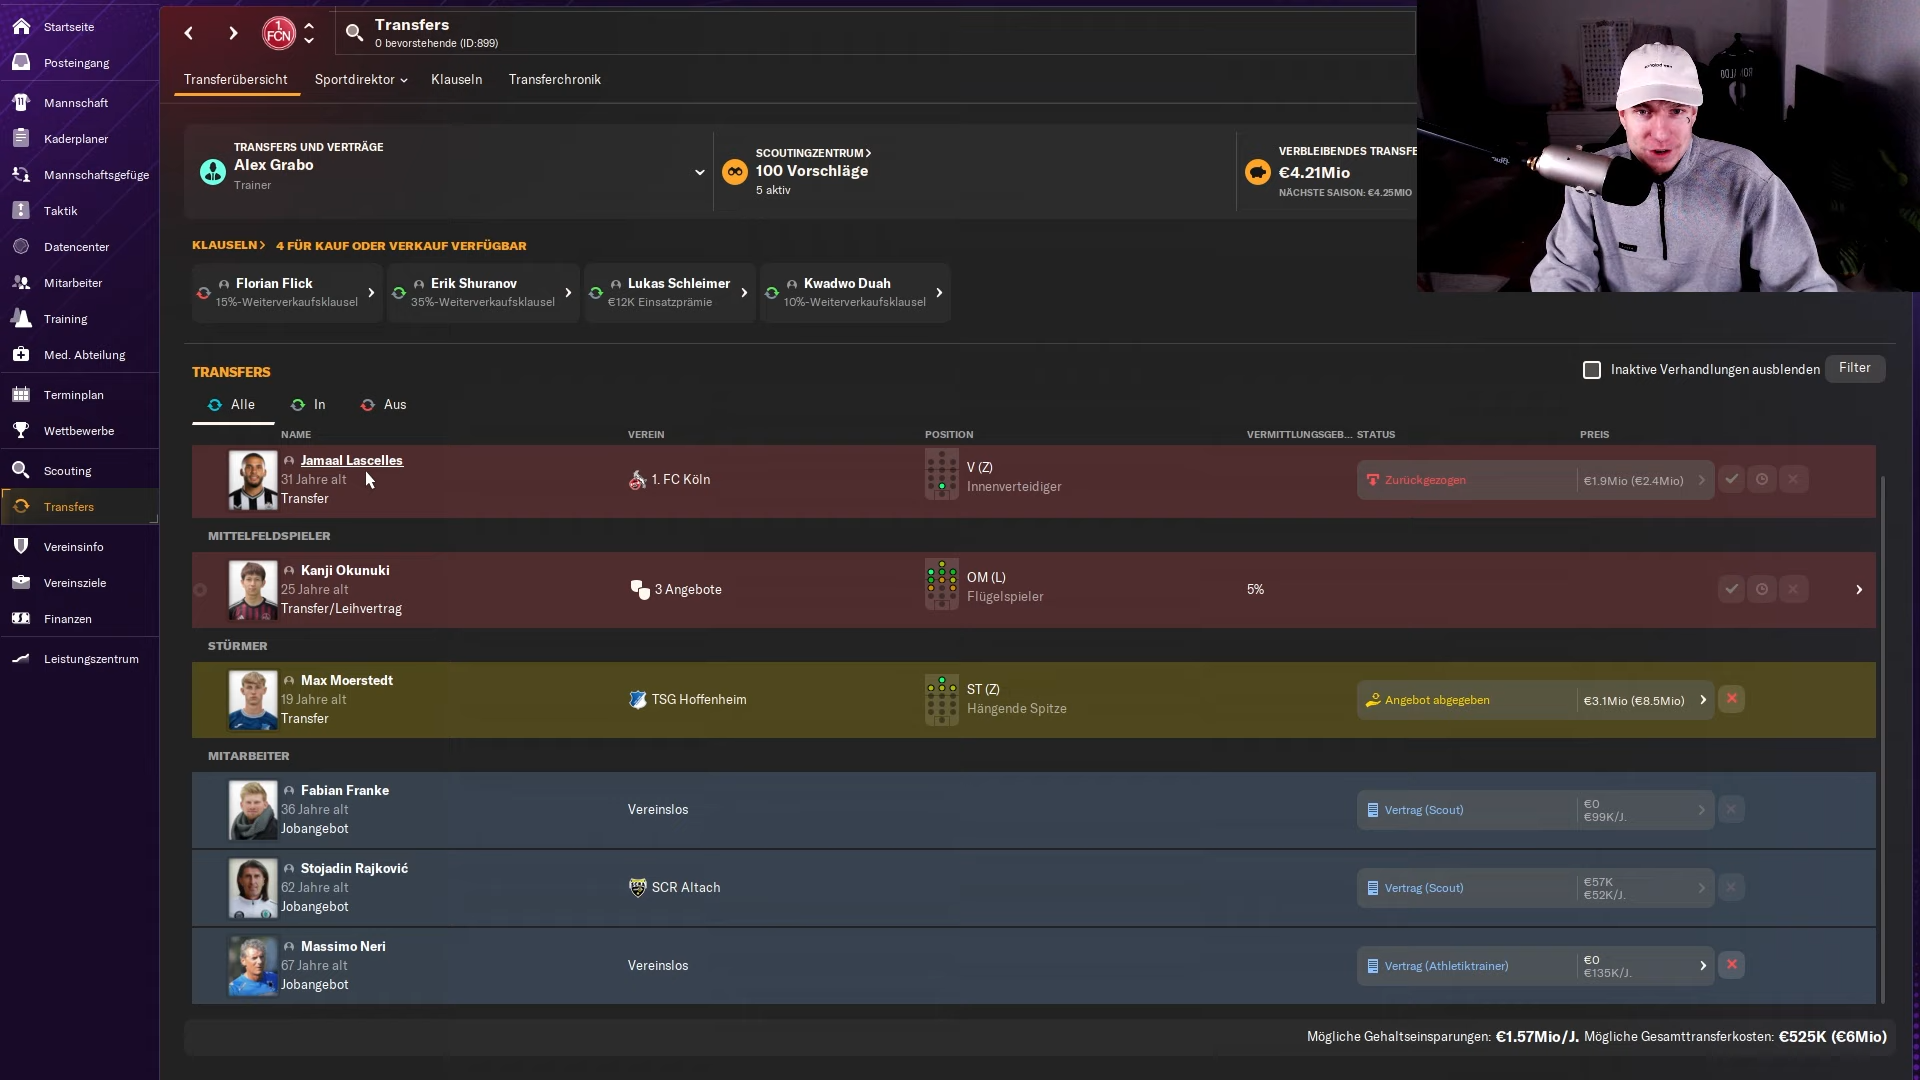 Startseite
Posteingang
Mannschaft
Kaderplaner
Mannschaftsgefüge
Taktik
Datencenter
Mitarbeiter
Training
Med. Abteilung
Terminplan
Wettbewerbe
Scouting
Transfers
Vereinsinfo
Vereinsziele
Finanzen
Leistungszentrum
1. FCN
Transfers
0 bevorstehende (ID:899)
Transferübersicht Sportdirektor Klauseln Transferchronik
TRANSFERS UND VERTRÄGE
Alex Grabo
Trainer
SCOUTINGZENTRUM
100 Vorschläge
5 aktiv
VERBLEIBENDES TRANSFE
€4.21Mio
NÄCHSTE SAISON: €4.25MIO
KLAUSELN 4 FÜR KAUF ODER VERKAUF VERFÜGBAR
Florian Flick
15%-Weiterverkaufsklausel
Erik Shuranov
35%-Weiterverkaufsklausel
Lukas Schleimer
€12K Einsatzprämie
Kwadwo Duah
10%-Weiterverkaufsklausel
TRANSFERS
Inaktive Verhandlungen ausblenden Filter
Alle In Aus
NAME VEREIN POSITION VERMITTLUNGSGEB... STATUS PREIS
Jamaal Lascelles
31 Jahre alt
Transfer
1. FC Köln
V (Z)
Innenverteidiger
Zurückgezogen €1.9Mio (€2.4Mio)
MITTELFELDSPIELER
Kanji Okunuki
25 Jahre alt
Transfer/Leihvertrag
3 Angebote
OM (L)
Flügelspieler
5%
STÜRMER
Max Moerstedt
19 Jahre alt
Transfer
TSG Hoffenheim
ST (Z)
Hängende Spitze
Angebot abgegeben €3.1Mio (€8.5Mio)
MITARBEITER
Fabian Franke
36 Jahre alt
Jobangebot
Vereinslos
Vertrag (Scout)
€0
€99K/J.
Stojadin Rajković
62 Jahre alt
Jobangebot
SCR Altach
Vertrag (Scout)
€57K
€52K/J.
Massimo Neri
67 Jahre alt
Jobangebot
Vereinslos
Vertrag (Athletiktrainer)
€0
€135K/J.
Mögliche Gehaltseinsparungen: €1.57Mio/J. Mögliche Gesamttransferkosten: €525K (€6Mio)